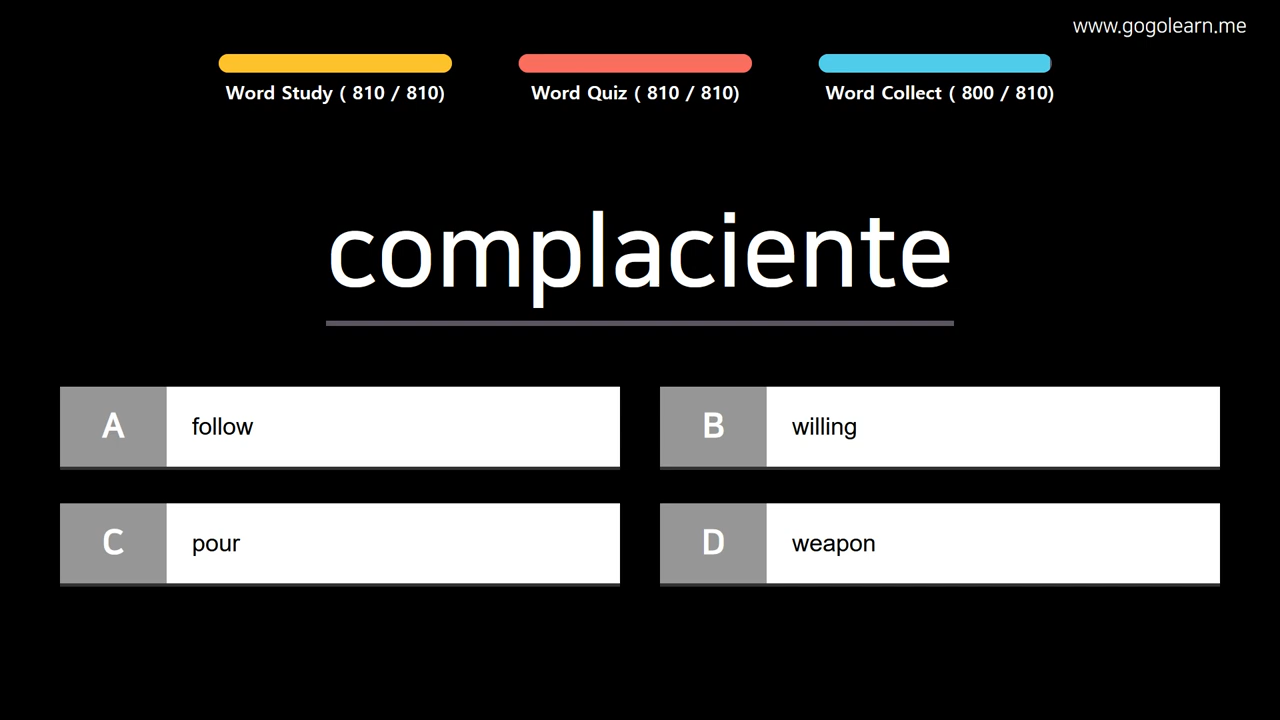 www.gogolearn.me
Word Study ( 810 / 810)
Word Quiz ( 810 / 810)
Word Collect ( 800 / 810)
complaciente
A follow
B willing
C pour
D weapon